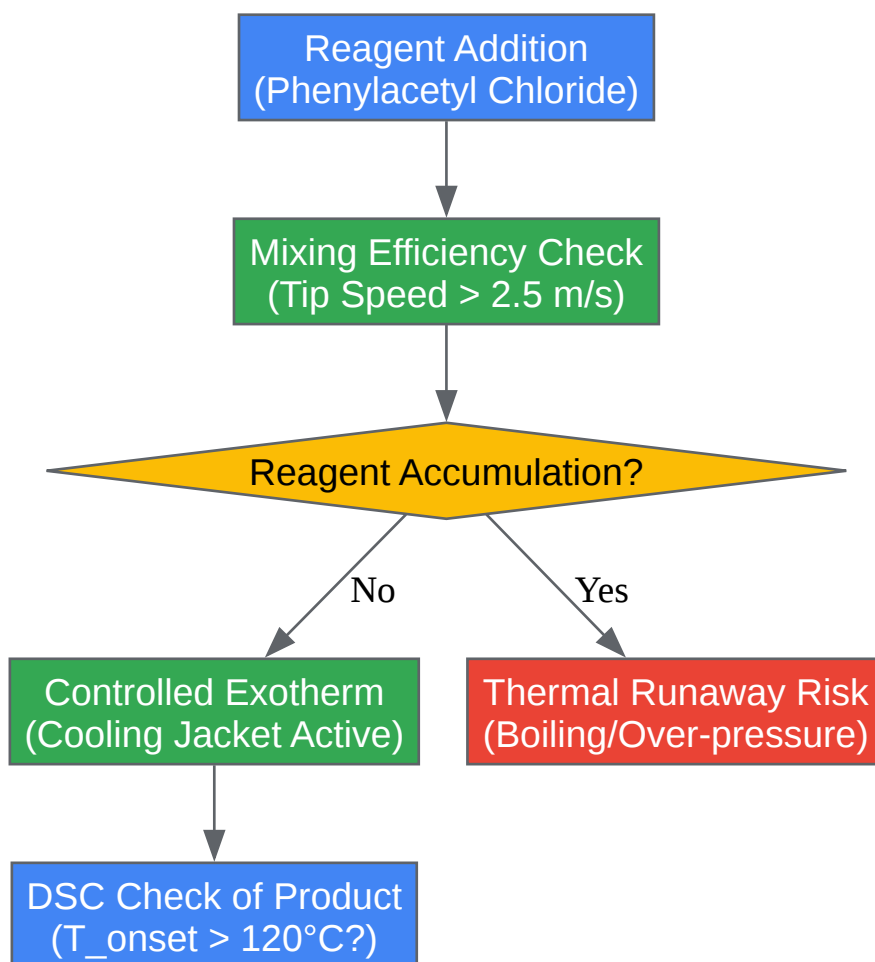 Reagent Addition
(Phenylacetyl Chloride)
Mixing Efficiency Check
(Tip Speed > 2.5 m/s)
Reagent Accumulation?
No
Yes
Controlled Exotherm
(Cooling Jacket Active)
Thermal Runaway Risk
(Boiling/Over-pressure)
DSC Check of Product
(T_onset > 120°C?)